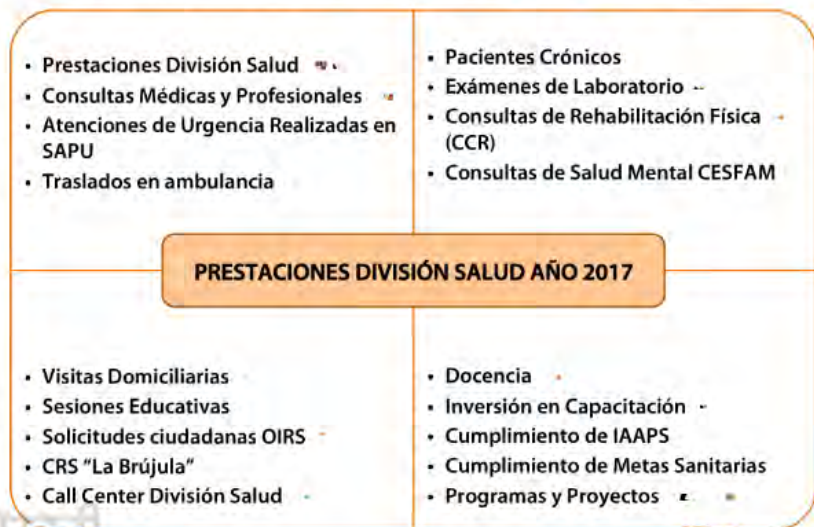 • Prestaciones División Salud
• Consultas Médicas y Profesionales
• Atenciones de Urgencia Realizadas en
SAPU
• Traslados en ambulancia
• Pacientes Crónicos
• Exámenes de Laboratorio
• Consultas de Rehabilitación Física
(CCR)
• Consultas de Salud Mental CESFAM
PRESTACIONES DIVISIÓN SALUD AÑO 2017
• Visitas Domiciliarias
• Sesiones Educativas
• Solicitudes ciudadanas OIRS
• CRS "La Brújula"
• Call Center División Salud
• Docencia
• Inversión en Capacitación
• Cumplimiento de IAAPS
• Cumplimiento de Metas Sanitarias
• Programas y Proyectos